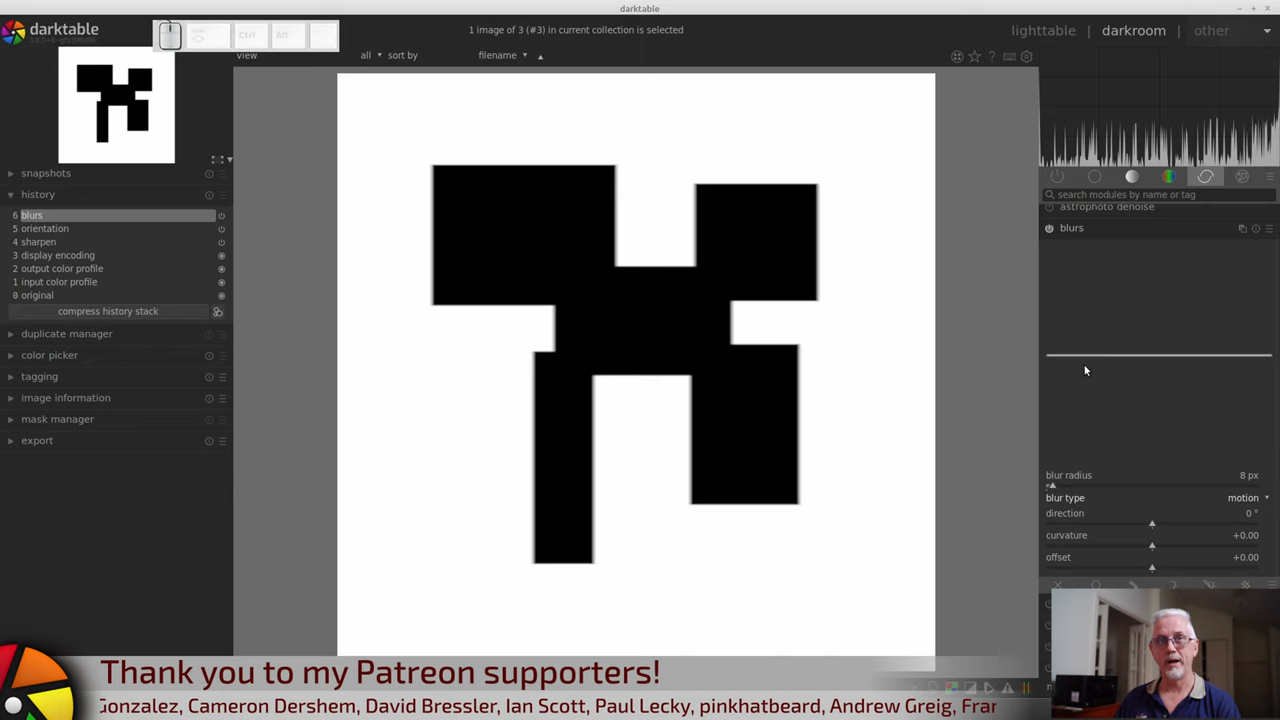 darktable
darktable
Ctrl
Alt
1 image of 3 (#3) in current collection is selected
lighttable | darkroom | other
view
all
sort by
filename
snapshots
history
6 blurs
5 orientation
4 sharpen
3 display encoding
2 output color profile
1 input color profile
0 original
compress history stack
duplicate manager
color picker
tagging
image information
mask manager
export
search modules by name or tag
astrophoto denoise
blurs
blur radius 8 px
blur type motion
direction 0 °
curvature +0.00
offset +0.00
Thank you to my Patreon supporters!
Gonzalez, Cameron Dershem, David Bressler, Ian Scott, Paul Lecky, pinkhatbeard, Andrew Greig, Frar